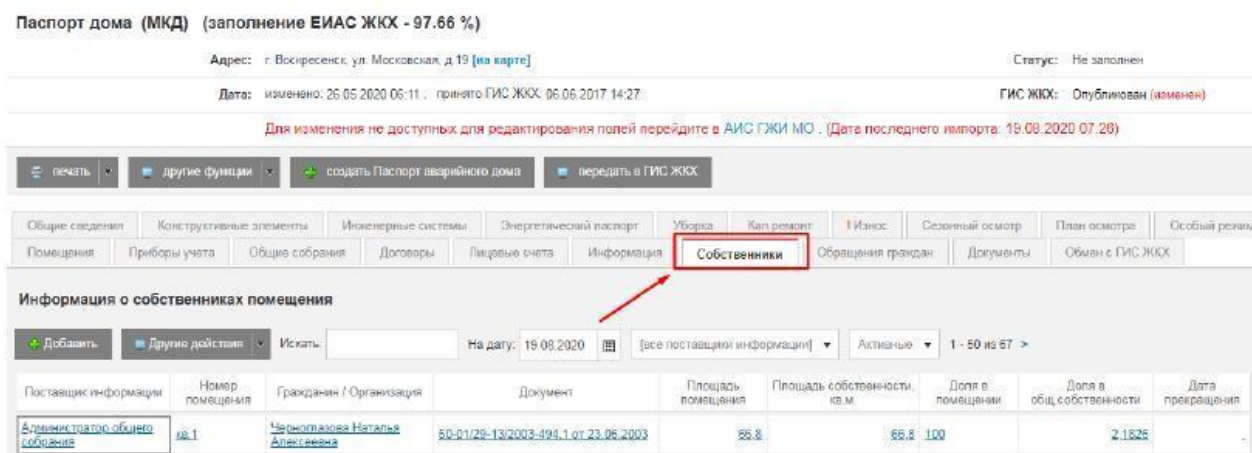 Паспорт дома (МКД) (заполнение ЕИАС ЖКХ - 97.66 %)
Адрес: г. Воскресенск, ул. Московская, д.19 [на карте] Статус: Не заполнен
Дата: изменено: 26.05.2020 06:11 ; принято ГИС ЖКХ: 06.06.2017 14:27 ГИС ЖКХ: Опубликован (изменен)
Для изменения не доступных для редактирования полей перейдите в АИС ГЖИ МО . (Дата последнего импорта: 19.08.2020 07:26)
печать другие функции создать Паспорт аварийного дома передать в ГИС ЖКХ
Общие сведения Конструктивные элементы Инженерные системы Энергетический паспорт Уборка Кап.ремонт ! Износ Сезонный осмотр План осмотра Особый режим
Помещения Приборы учета Общие собрания Договоры Лицевые счета Информация Собственники Обращения граждан Документы Обмен с ГИС ЖКХ
Информация о собственниках помещения
Добавить Другие действия Искать: На дату: 19.08.2020 [все поставщики информации] Активные 1 - 50 из 67 >
Поставщик информации Номер помещения Гражданин / Организация Документ Площадь помещения Площадь собственности, кв.м. Доля в помещении Доля в общ.собственности Дата прекращения
Администратор общего собрания кв.1 Черноглазова Наталья Алексеевна 50-01/29-13/2003-494.1 от 23.06.2003 66,8 66,8 100 2,1826 -